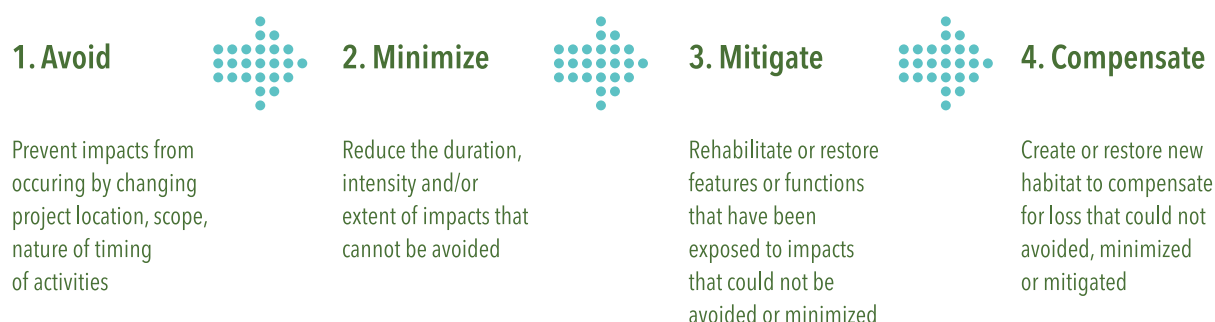 1. Avoid
Prevent impacts from
occuring by changing
project location, scope,
nature of timing
of activities
2. Minimize
Reduce the duration,
intensity and/or
extent of impacts that
cannot be avoided
3. Mitigate
Rehabilitate or restore
features or functions
that have been
exposed to impacts
that could not be
avoided or minimized
4. Compensate
Create or restore new
habitat to compensate
for loss that could not
avoided, minimized
or mitigated